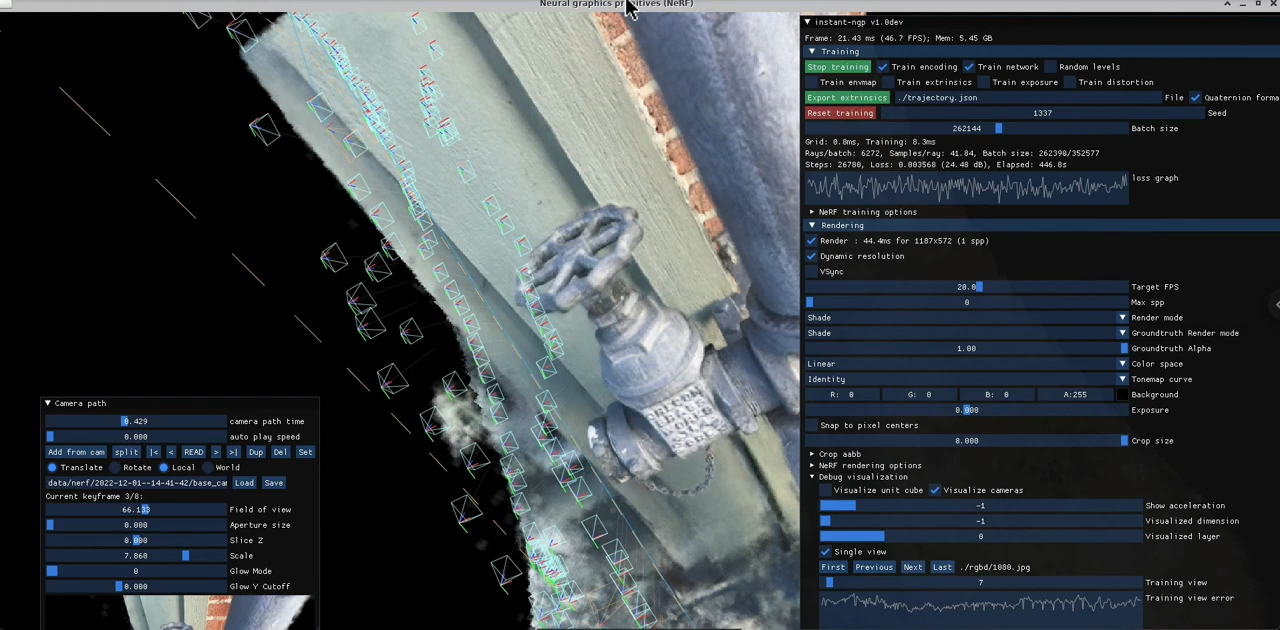 Neural graphics primitives (NeRF)
instant-ngp v1.0dev
Frame: 21.43 ms (46.7 FPS); Mem: 5.45 GB
Training
Stop training Train encoding Train network Random levels
Train envmap Train extrinsics Train exposure Train distortion
Export extrinsics ./trajectory.json File Quaternion forma
Reset training 1337 Seed
262144 Batch size
Grid: 0.8ms, Training: 8.3ms
Rays/batch: 6272, Samples/ray: 41.84, Batch size: 262390/352577
Steps: 26780, Loss: 0.003568 (24.48 dB), Elapsed: 446.8s
loss graph
NeRF training options
Rendering
Render : 44.4ms for 1187x572 (1 spp)
Dynamic resolution
VSync
20.0 Target FPS
0 Max spp
Shade Render mode
Shade Groundtruth Render mode
1.00 Groundtruth Alpha
Linear Color space
Identity Tonemap curve
R: 0 G: 0 B: 0 A:255 Background
0.000 Exposure
Snap to pixel centers
8.000 Crop size
Crop aabb
NeRF rendering options
Debug visualization
Visualize unit cube Visualize cameras
-1 Show acceleration
-1 Visualized dimension
0 Visualized layer
Single view
First Previous Next Last ./rgbd/1080.jpg
7 Training view
Training view error
Camera path
0.429 camera path time
0.000 auto play speed
Add from cam split |< < READ > >| Dup Del Set
Translate Rotate Local World
data/nerf/2022-12-01--14-41-42/base_car Load Save
Current keyframe 3/8:
66.133 Field of view
0.000 Aperture size
0.000 Slice Z
7.860 Scale
0 Glow Mode
0.000 Glow Y Cutoff